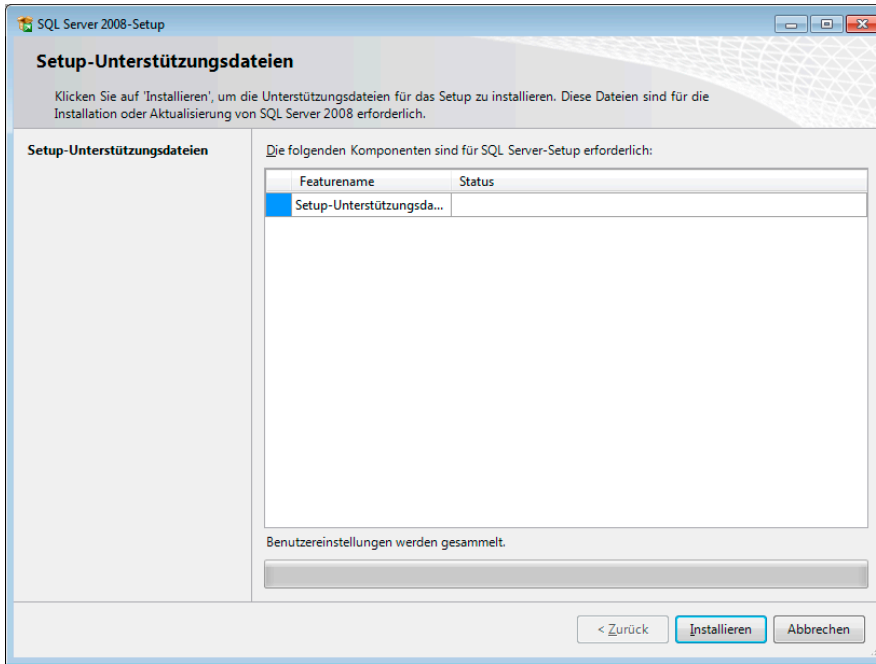 SQL Server 2008-Setup
Setup-Unterstützungsdateien
Klicken Sie auf 'Installieren', um die Unterstützungsdateien für das Setup zu installieren. Diese Dateien sind für die
Installation oder Aktualisierung von SQL Server 2008 erforderlich.
Setup-Unterstützungsdateien
Die folgenden Komponenten sind für SQL Server-Setup erforderlich:
Featurename Status
Setup-Unterstützungsda...
Benutzereinstellungen werden gesammelt.
< Zurück Installieren Abbrechen